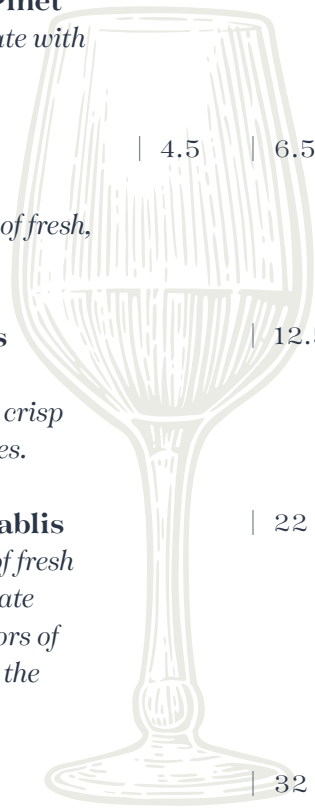 Pinet
ate with
| 4.5 | 6.5
of fresh,
s
| 12.5
crisp
es.
ablis
| 22
of fresh
ate
ors of
the
| 32